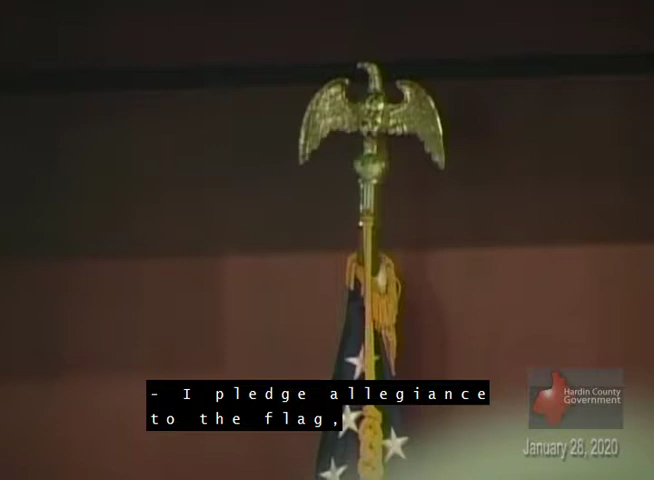 - I pledge allegiance
to the flag,
Hardin County
Government
January 28, 2020